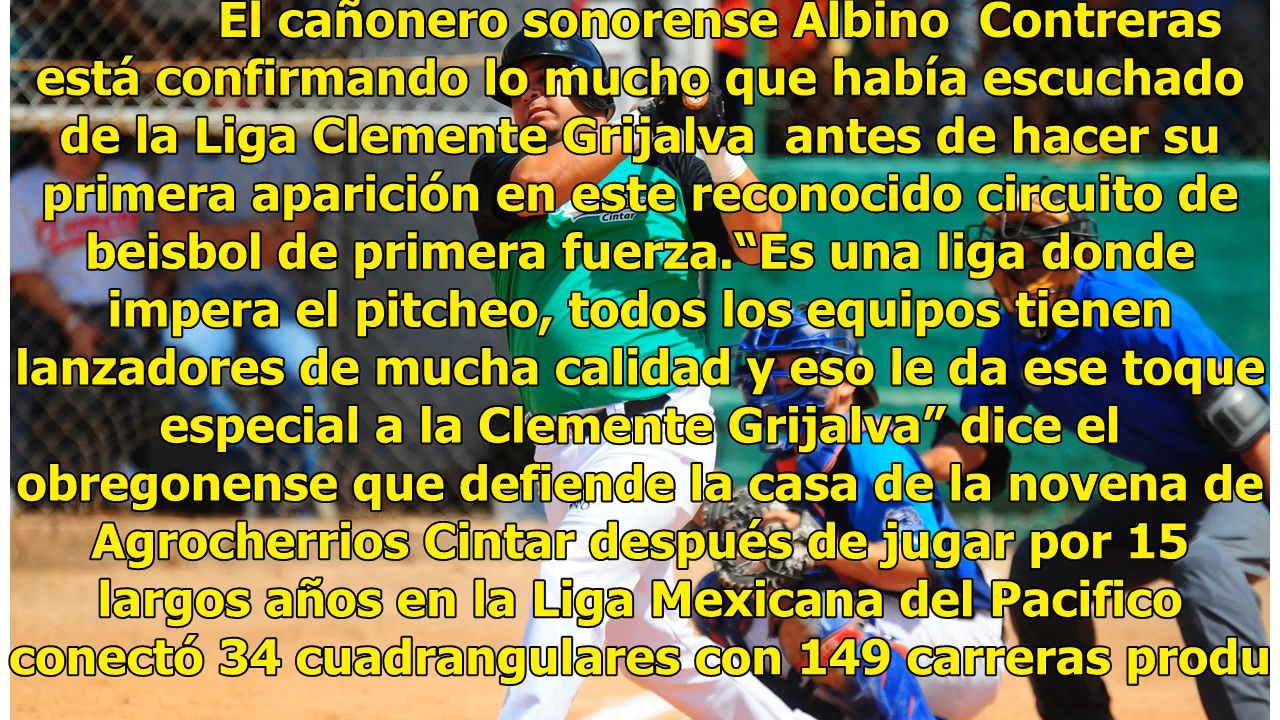 El cañonero sonorense Albino  Contreras
está confirmando lo mucho que había escuchado
de la Liga Clemente Grijalva  antes de hacer su
primera aparición en este reconocido circuito de
beisbol de primera fuerza.“Es una liga donde
impera el pitcheo, todos los equipos tienen
lanzadores de mucha calidad y eso le da ese toque
especial a la Clemente Grijalva” dice el
obregonense que defiende la casa de la novena de
Agrocherrios Cintar después de jugar por 15
largos años en la Liga Mexicana del Pacifico
conectó 34 cuadrangulares con 149 carreras produ
Cintar